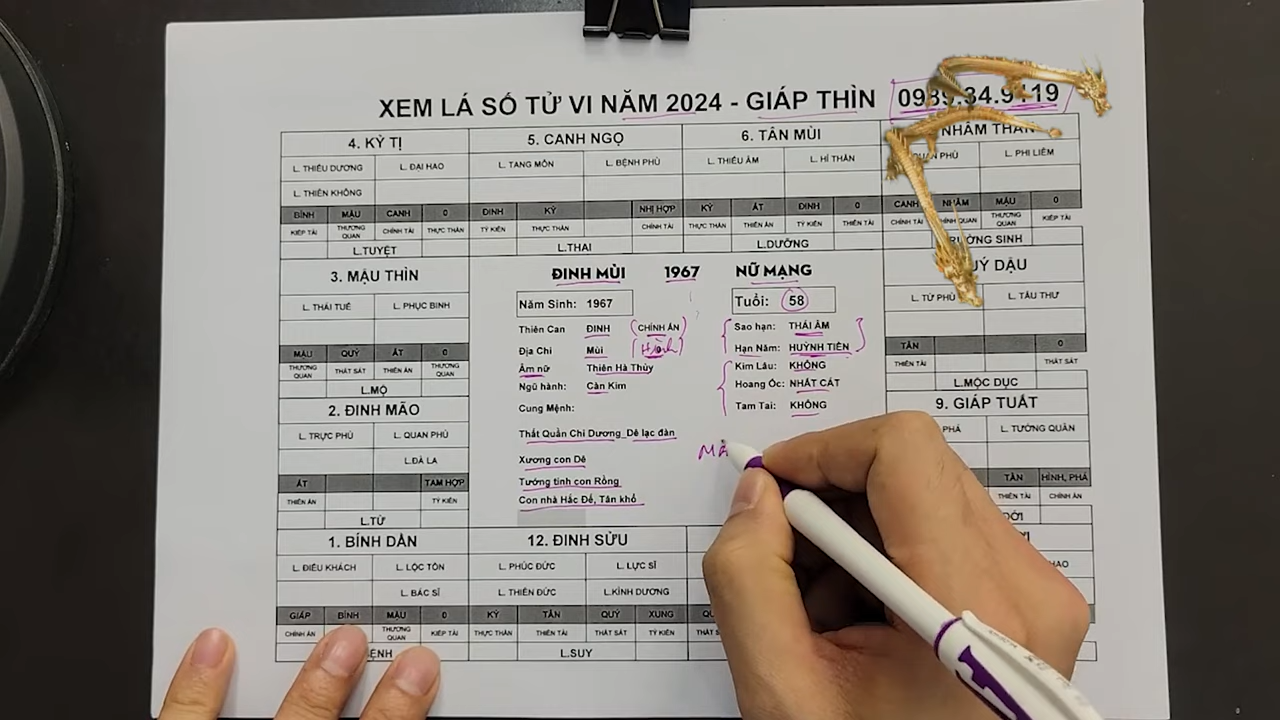 XEM LÁ SỐ TỬ VI NĂM 2024 - GIÁP THÌN
4. KỶ TỊ
L. THIẾU DƯƠNG L. ĐẠI HAO
L. THIÊN KHÔNG
BÍNH MẬU CANH 0
KIẾP TÀI THƯƠNG QUAN CHÍNH TÀI THỰC THẦN
L.TUYỆT
5. CANH NGỌ
L. TANG MÔN L. BỆNH PHÙ
ĐINH KỶ NHỊ HỢP
TỶ KIÊN THỰC THẦN CHÍNH TÀI
L.THAI
6. TÂN MÙI
L. THIẾU ÂM L. HỈ THẦN
KỶ ẤT ĐINH 0
THỰC THẦN THIÊN ẤN TỶ KIÊN THIÊN TÀI
L.DƯỠNG
NHÂM THÂN
L. PHI LIÊM
CANH NHÂM MẬU 0
CHÍNH TÀI CHÍNH QUAN THƯƠNG QUAN KIẾP TÀI
3. MẬU THÌN
L. THÁI TUẾ L. PHỤC BINH
MẬU QUÝ ẤT 0
THƯƠNG QUAN THẤT SÁT THIÊN ẤN THƯƠNG QUAN
L.MỘ
ĐINH MÙI 1967 NỮ MẠNG
Năm Sinh: 1967 Tuổi: 58
Thiên Can ĐINH CHÍNH ẤN Sao hạn: THÁI ÂM
Địa Chi Mùi Hình Hạn Năm: HUỲNH TIÊN
Âm nữ Thiên Hà Thủy Kim Lâu: KHÔNG
Ngũ hành: Càn Kim Hoang Ốc: NHẤT CÁT
Cung Mệnh: Tam Tai: KHÔNG
Thất Quần Chi Dương_Dê lạc đàn
Xương con Dê
Tướng tinh con Rồng
Con nhà Hắc Đế, Tân khổ
QUÝ DẬU
L. TỬ PHÙ L. TẤU THƯ
TÂN 0
THIÊN TÀI THẤT SÁT
L.MỘC DỤC
2. ĐINH MÃO
L. TRỰC PHÙ L. QUAN PHỦ
L.ĐÀ LA
ẤT TAM HỢP
THIÊN ẤN TỶ KIÊN
L.TỬ
9. GIÁP TUẤT
PHÁ L. TƯỚNG QUÂN
TÂN HÌNH, PHÁ
THIÊN TÀI CHÍNH ẤN
1. BÍNH DẦN
L. ĐIẾU KHÁCH L. LỘC TỒN
L. BÁC SĨ
GIÁP BÍNH MẬU 0
CHÍNH ẤN THƯƠNG QUAN KIẾP TÀI
12. ĐINH SỬU
L. PHÚC ĐỨC L. LỰC SĨ
L. THIÊN ĐỨC L.KÌNH DƯƠNG
KỶ TÂN QUÝ XUNG
THỰC THẦN THIÊN TÀI THẤT SÁT TỶ KIÊN
L.SUY